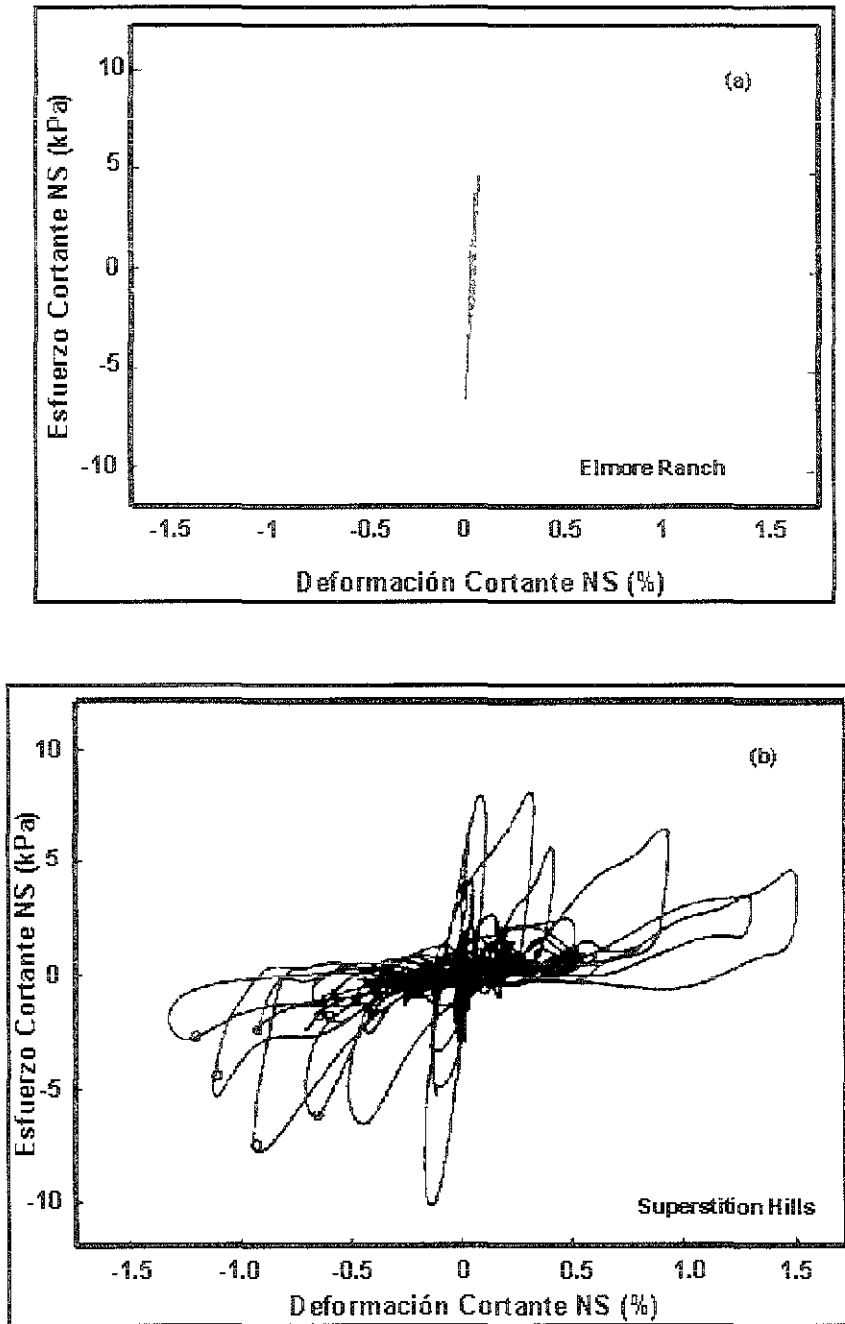 (a)
Esfuerzo Cortante NS (kPa)
10
5
0
-5
-10
Elmore Ranch
-1.5 -1 -0.5 0 0.5 1 1.5
Deformación Cortante NS (%)
(b)
Esfuerzo Cortante NS (kPa)
10
5
0
-5
-10
Superstition Hills
-1.5 -1.0 -0.5 0 0.5 1.0 1.5
Deformación Cortante NS (%)